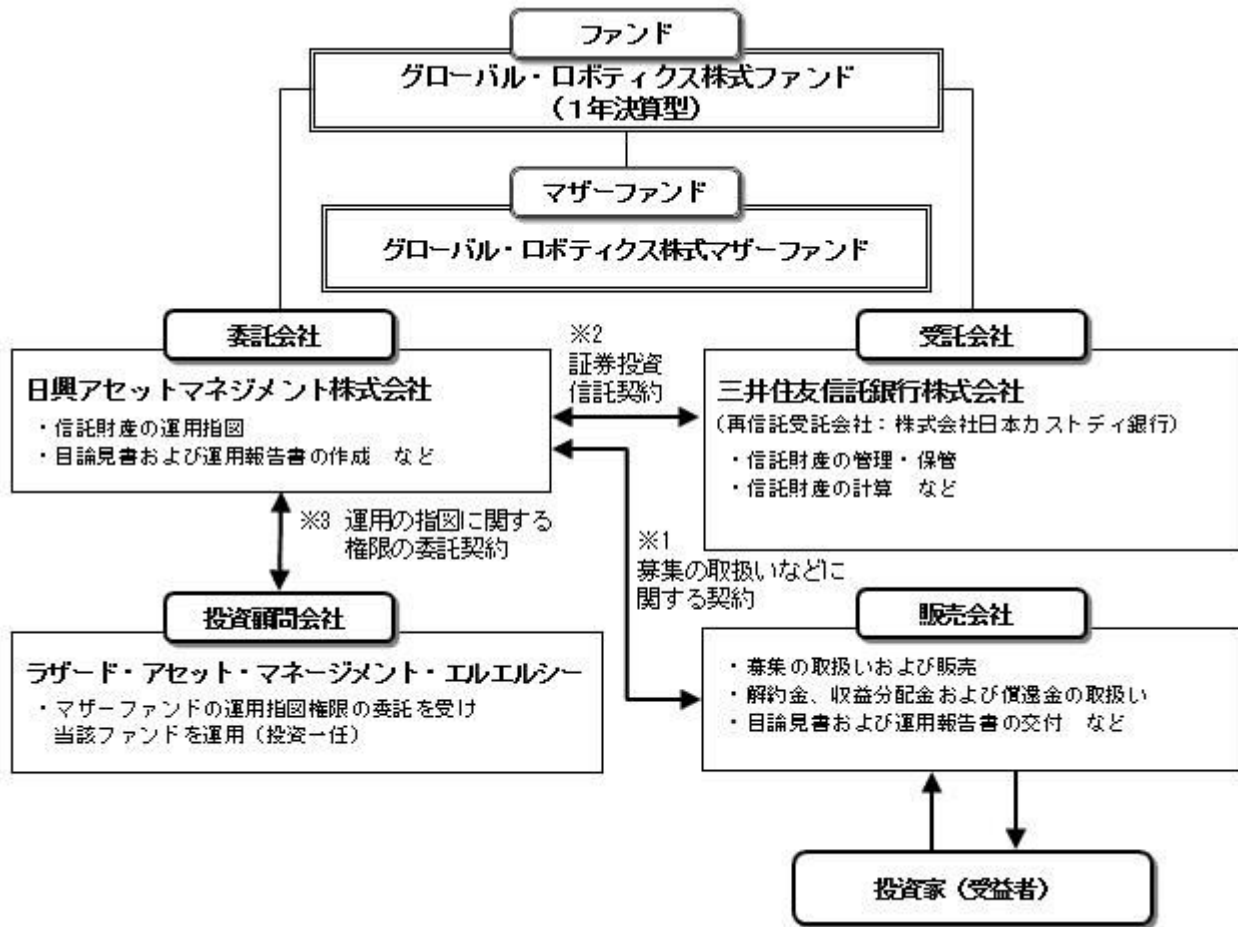 ファンド
グローバル・ロボティクス株式ファンド
（１年決算型）
マザーファンド
グローバル・ロボティクス株式マザーファンド
委託会社
日興アセットマネジメント株式会社
・信託財産の運用指図
・目論見書および運用報告書の作成　など
※2
証券投資
信託契約
受託会社
三井住友信託銀行株式会社
（再信託受託会社：株式会社日本カストディ銀行）
・信託財産の管理・保管
・信託財産の計算　など
※3 運用の指図に関する
権限の委託契約
※1
募集の取扱いなどに
関する契約
投資顧問会社
ラザード・アセット・マネージメント・エルエルシー
・マザーファンドの運用指図権限の委託を受け
当該ファンドを運用（投資一任）
販売会社
・募集の取扱いおよび販売
・解約金、収益分配金および償還金の取扱い
・目論見書および運用報告書の交付　など
投資家（受益者）